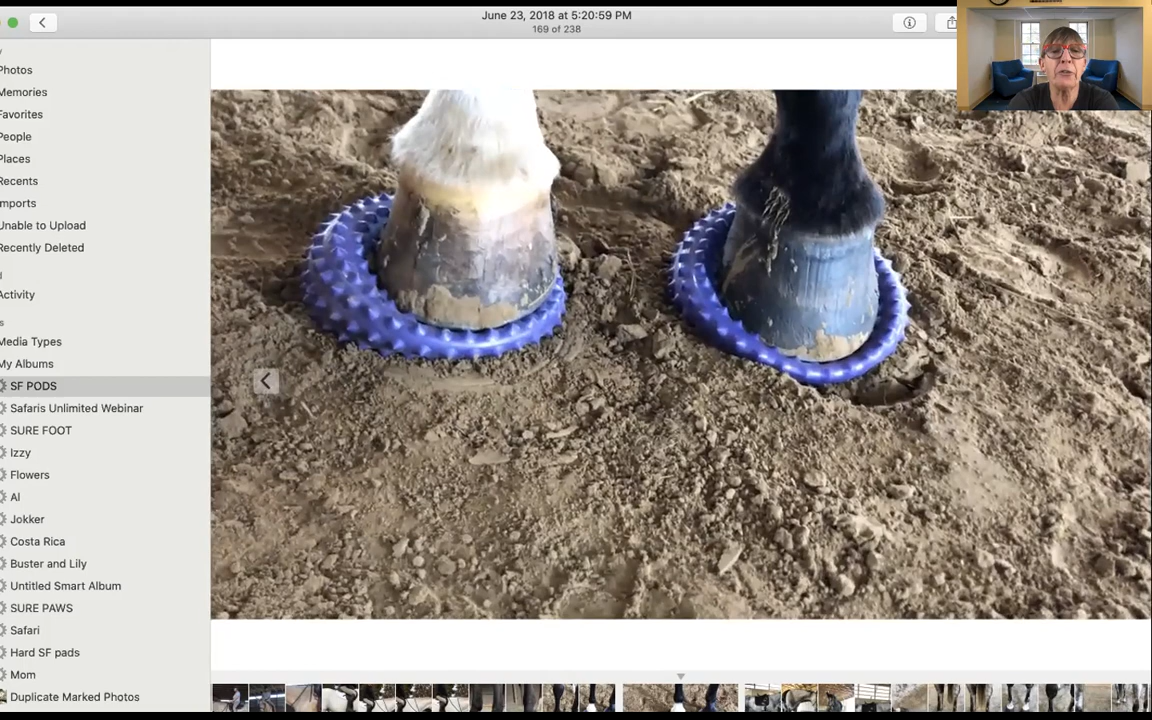 June 23, 2018 at 5:20:59 PM
169 of 238
Photos
Memories
Favorites
People
Places
Recents
mports
Unable to Upload
Recently Deleted
Activity
Media Types
My Albums
SF PODS
Safaris Unlimited Webinar
SURE FOOT
Izzy
Flowers
Al
Jokker
Costa Rica
Buster and Lily
Untitled Smart Album
SURE PAWS
Safari
Hard SF pads
Mom
Duplicate Marked Photos